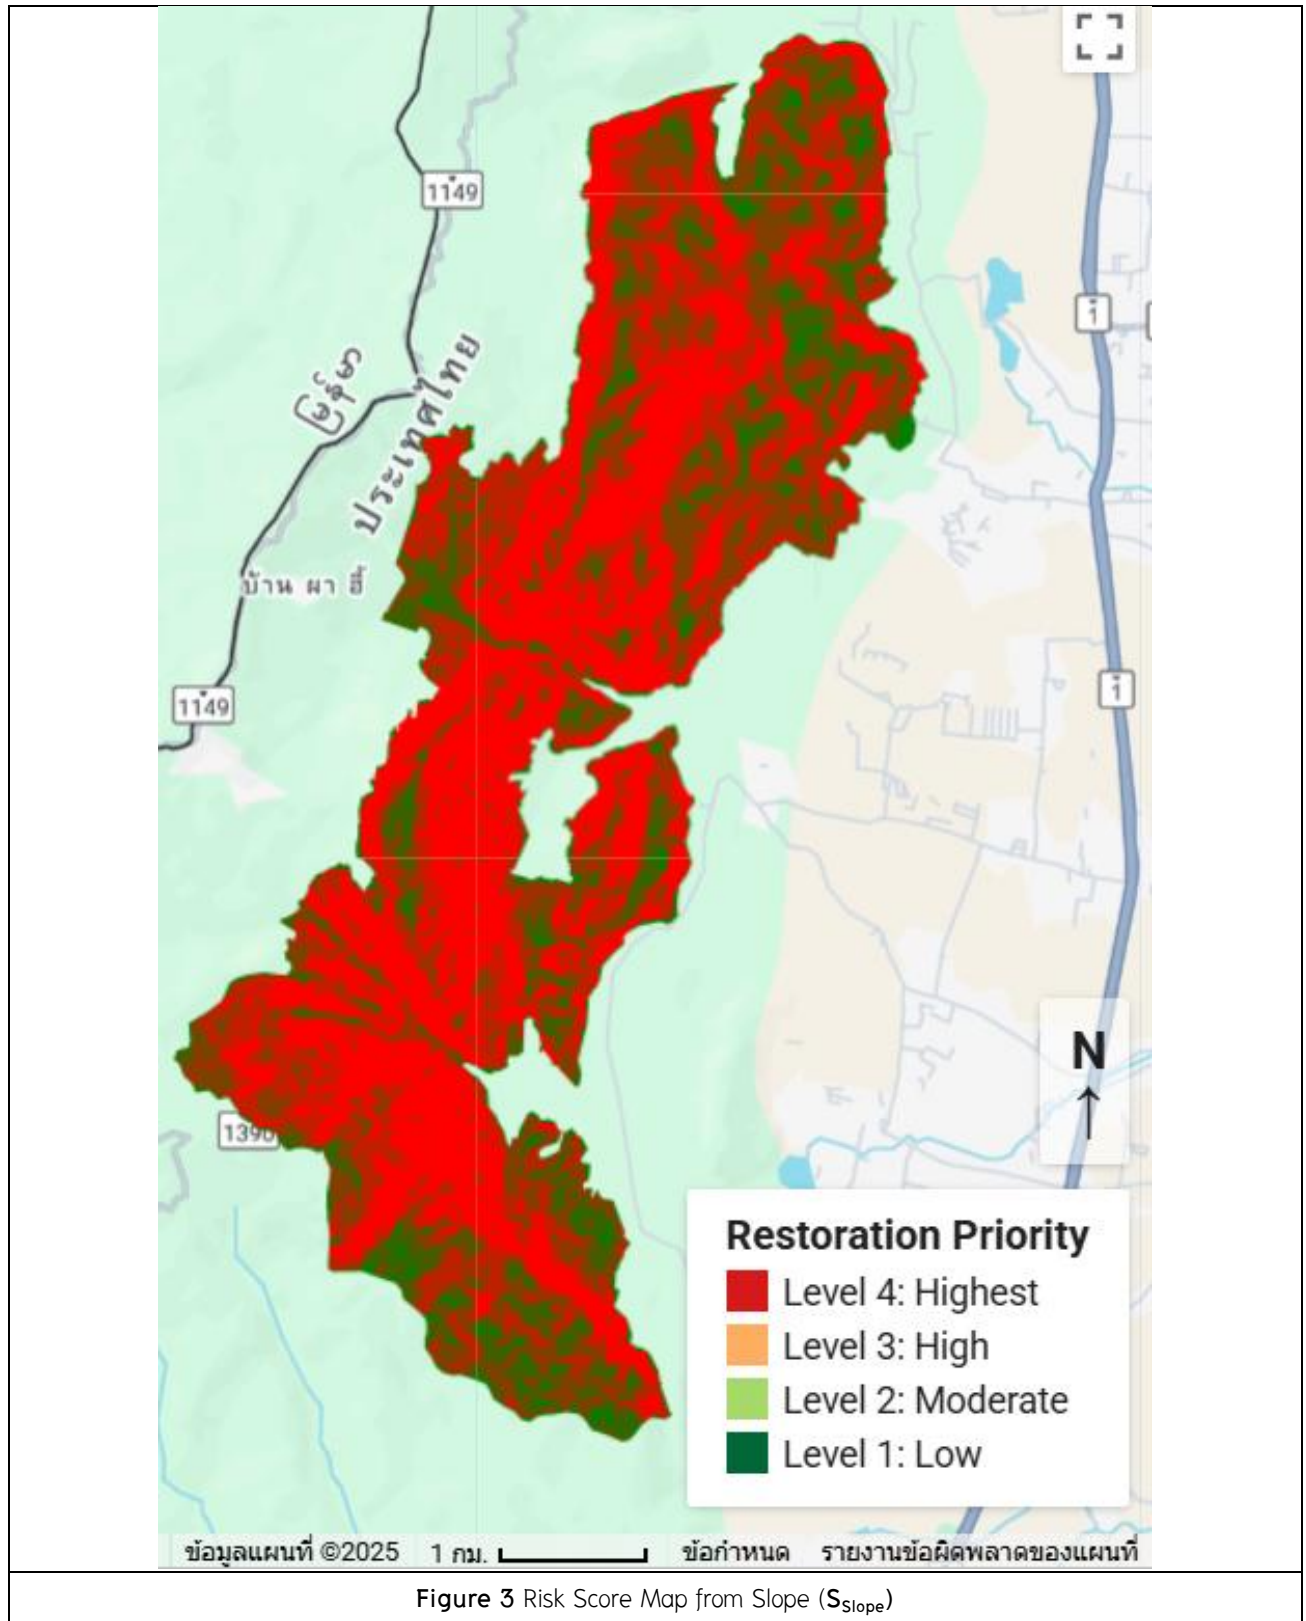 1149
1
မြန်မာ
ประเทศไทย
บ้าน ผา ฮี้
1149
1
N
1390
Restoration Priority
Level 4: Highest
Level 3: High
Level 2: Moderate
Level 1: Low
ข้อมูลแผนที่ ©2025 1 กม. ข้อกำหนด รายงานข้อผิดพลาดของแผนที่
Figure 3 Risk Score Map from Slope (S_Slope)